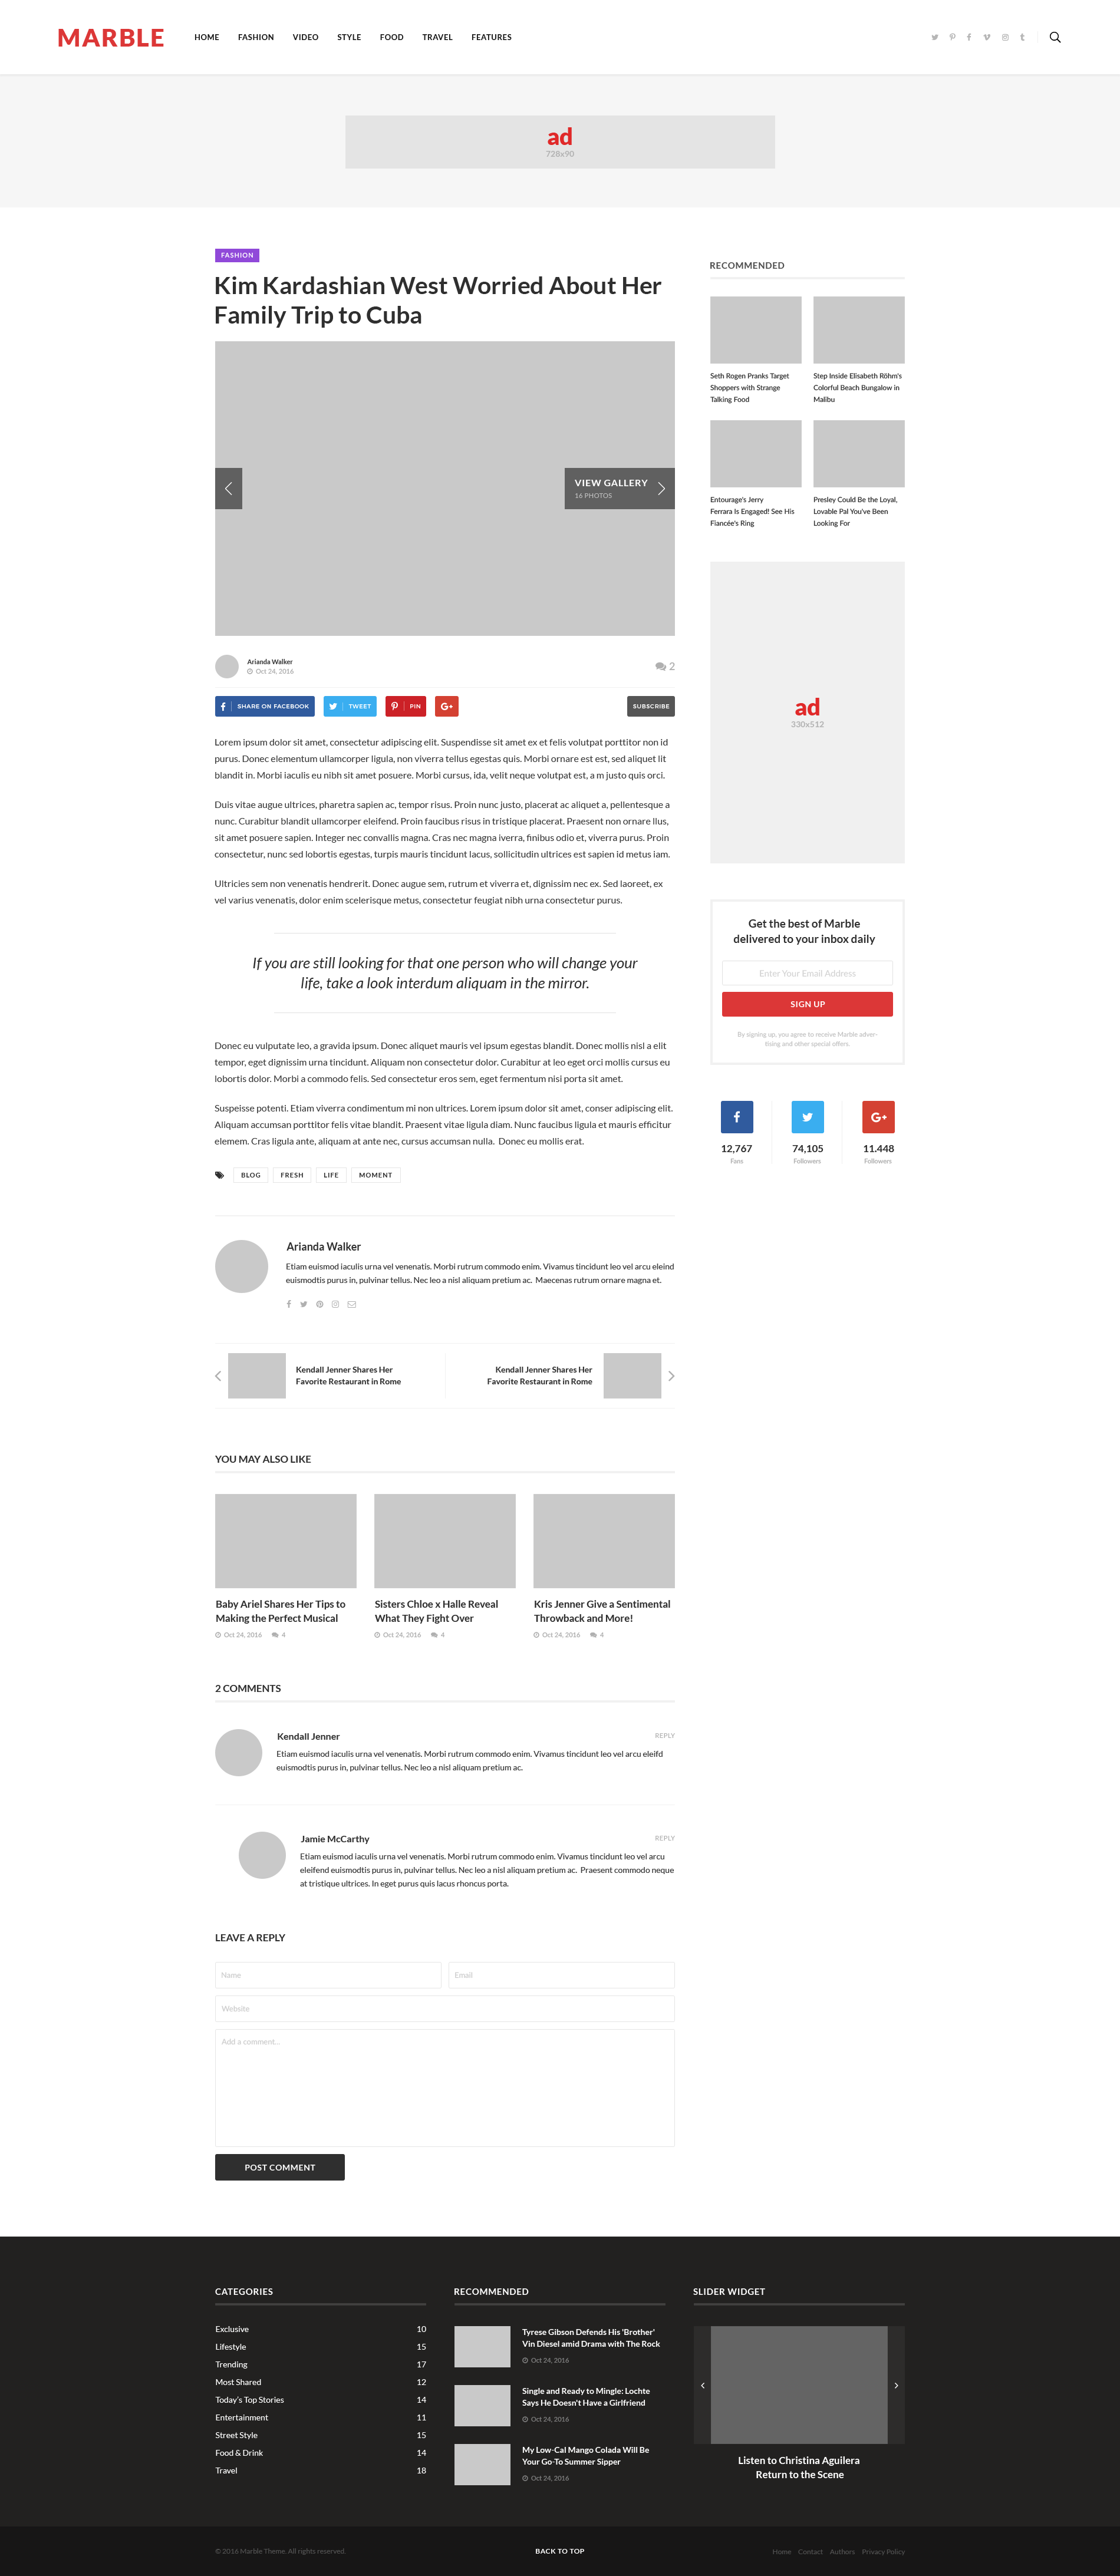 MARBLE
HOME FASHION VIDEO STYLE FOOD TRAVEL FEATURES
ad
728x90
FASHION
Kim Kardashian West Worried About Her
Family Trip to Cuba
VIEW GALLERY
16 PHOTOS
Arianda Walker
Oct 24, 2016
2
SHARE ON FACEBOOK
TWEET
PIN
SUBSCRIBE
Lorem ipsum dolor sit amet, consectetur adipiscing elit. Suspendisse sit amet ex et felis volutpat porttitor non id
purus. Donec elementum ullamcorper ligula, non viverra tellus egestas quis. Morbi ornare est est, sed aliquet lit
blandit in. Morbi iaculis eu nibh sit amet posuere. Morbi cursus, ida, velit neque volutpat est, a m justo quis orci.
Duis vitae augue ultrices, pharetra sapien ac, tempor risus. Proin nunc justo, placerat ac aliquet a, pellentesque a
nunc. Curabitur blandit ullamcorper eleifend. Proin faucibus risus in tristique placerat. Praesent non ornare llus,
sit amet posuere sapien. Integer nec convallis magna. Cras nec magna iverra, finibus odio et, viverra purus. Proin
consectetur, nunc sed lobortis egestas, turpis mauris tincidunt lacus, sollicitudin ultrices est sapien id metus iam.
Ultricies sem non venenatis hendrerit. Donec augue sem, rutrum et viverra et, dignissim nec ex. Sed laoreet, ex
vel varius venenatis, dolor enim scelerisque metus, consectetur feugiat nibh urna consectetur purus.
If you are still looking for that one person who will change your
life, take a look interdum aliquam in the mirror.
Donec eu vulputate leo, a gravida ipsum. Donec aliquet mauris vel ipsum egestas blandit. Donec mollis nisl a elit
tempor, eget dignissim urna tincidunt. Aliquam non consectetur dolor. Curabitur at leo eget orci mollis cursus eu
lobortis dolor. Morbi a commodo felis. Sed consectetur eros sem, eget fermentum nisi porta sit amet.
Suspeisse potenti. Etiam viverra condimentum mi non ultrices. Lorem ipsum dolor sit amet, conser adipiscing elit.
Aliquam accumsan porttitor felis vitae blandit. Praesent vitae ligula diam. Nunc faucibus ligula et mauris efficitur
elemen. Cras ligula ante, aliquam at ante nec, cursus accumsan nulla. Donec eu mollis erat.
BLOG FRESH LIFE MOMENT
Arianda Walker
Etiam euismod iaculis urna vel venenatis. Morbi rutrum commodo enim. Vivamus tincidunt leo vel arcu eleind
euismodtis purus in, pulvinar tellus. Nec leo a nisl aliquam pretium ac. Maecenas rutrum ornare magna et.
Kendall Jenner Shares Her
Favorite Restaurant in Rome
Kendall Jenner Shares Her
Favorite Restaurant in Rome
YOU MAY ALSO LIKE
Baby Ariel Shares Her Tips to
Making the Perfect Musical
Oct 24, 2016 4
Sisters Chloe x Halle Reveal
What They Fight Over
Oct 24, 2016 4
Kris Jenner Give a Sentimental
Throwback and More!
Oct 24, 2016 4
2 COMMENTS
Kendall Jenner
REPLY
Etiam euismod iaculis urna vel venenatis. Morbi rutrum commodo enim. Vivamus tincidunt leo vel arcu eleifd
euismodtis purus in, pulvinar tellus. Nec leo a nisl aliquam pretium ac.
Jamie McCarthy
REPLY
Etiam euismod iaculis urna vel venenatis. Morbi rutrum commodo enim. Vivamus tincidunt leo vel arcu
eleifend euismodtis purus in, pulvinar tellus. Nec leo a nisl aliquam pretium ac. Praesent commodo neque
at tristique ultrices. In eget purus quis lacus rhoncus porta.
LEAVE A REPLY
Name
Email
Website
Add a comment...
POST COMMENT
RECOMMENDED
Seth Rogen Pranks Target
Shoppers with Strange
Talking Food
Step Inside Elisabeth Röhm's
Colorful Beach Bungalow in
Malibu
Entourage's Jerry
Ferrara Is Engaged! See His
Fiancée's Ring
Presley Could Be the Loyal,
Lovable Pal You've Been
Looking For
ad
330x512
Get the best of Marble
delivered to your inbox daily
Enter Your Email Address
SIGN UP
By signing up, you agree to receive Marble adver-
tising and other special offers.
12,767
Fans
74,105
Followers
11.448
Followers
CATEGORIES
Exclusive 10
Lifestyle 15
Trending 17
Most Shared 12
Today's Top Stories 14
Entertainment 11
Street Style 15
Food & Drink 14
Travel 18
RECOMMENDED
Tyrese Gibson Defends His 'Brother'
Vin Diesel amid Drama with The Rock
Oct 24, 2016
Single and Ready to Mingle: Lochte
Says He Doesn't Have a Girlfriend
Oct 24, 2016
My Low-Cal Mango Colada Will Be
Your Go-To Summer Sipper
Oct 24, 2016
SLIDER WIDGET
Listen to Christina Aguilera
Return to the Scene
© 2016 Marble Theme. All rights reserved.
BACK TO TOP
Home Contact Authors Privacy Policy